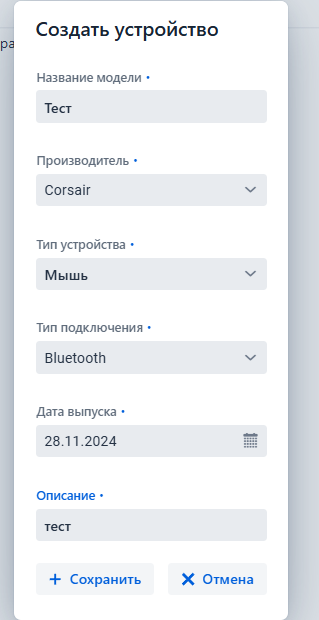 Создать устройство
ра
Название модели •
Тест
Производитель •
Corsair
Тип устройства •
Мышь
Тип подключения •
Bluetooth
Дата выпуска •
28.11.2024
Описание •
тест
Сохранить
Отмена